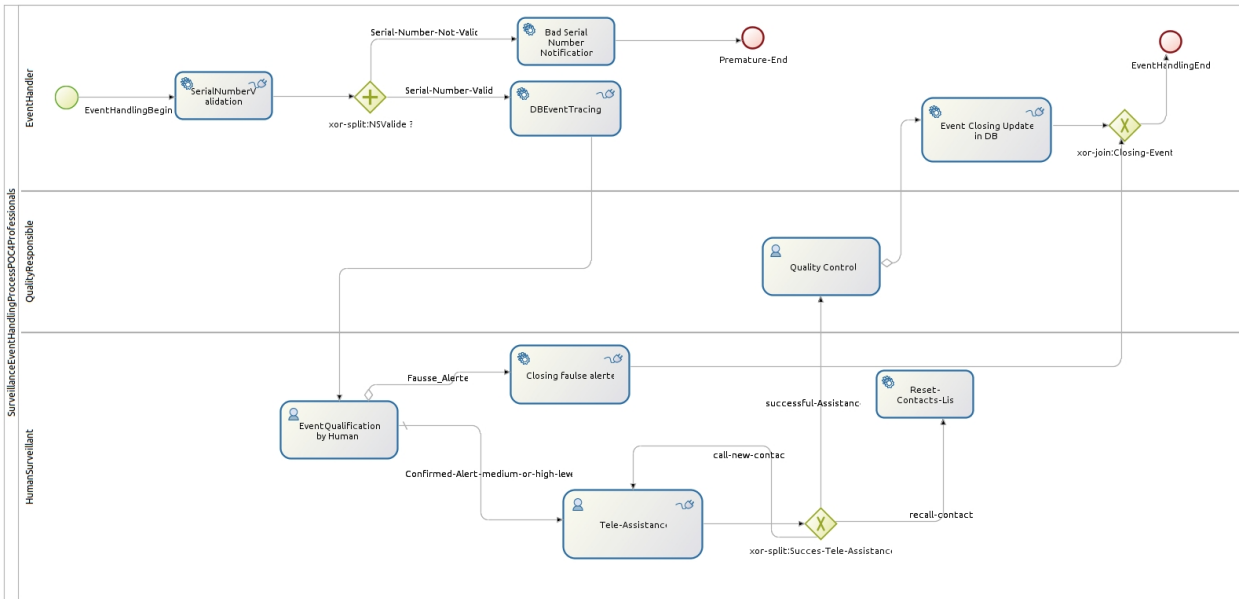 SurveillanceEventHandlingProcessPOC4Professionals
EventHandler
EventHandlingBegin
SerialNumberV
alidation
xor-split:NSValide ?
Serial-Number-Not-Valic
Bad Serial
Number
Notification
Premature-End
Serial-Number-Valid
DBEventTracing
Event Closing Update
in DB
xor-join:Closing-Event
EventHandlingEnd
QualityResponsible
Quality Control
HumanSurveillant
EventQualification
by Human
Fausse_Alerte
Closing faulse alerte
Confirmed-Alert-medium-or-high-leve
Tele-Assistance
call-new-contac
successful-Assistanc
xor-split:Succes-Tele-Assistance
recall-contact
Reset-
Contacts-Lis